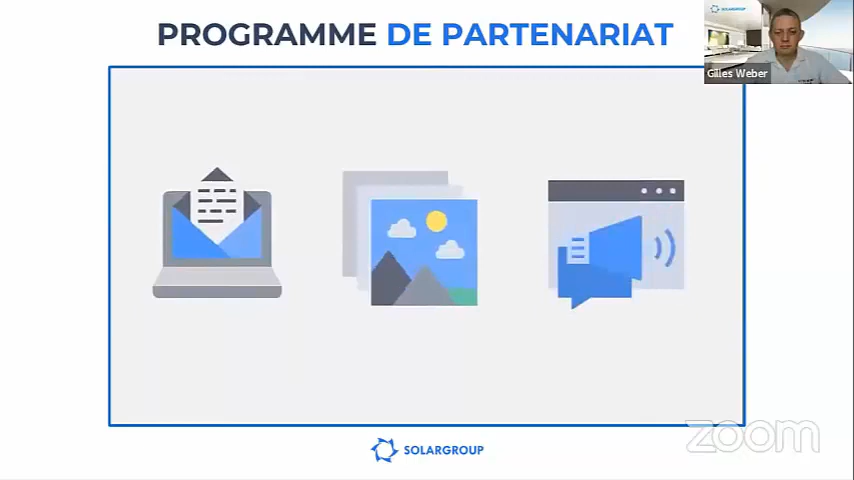 PROGRAMME DE PARTENARIAT
SOLARGROUP
Gilles Weber
SOLARGROUP
zoom